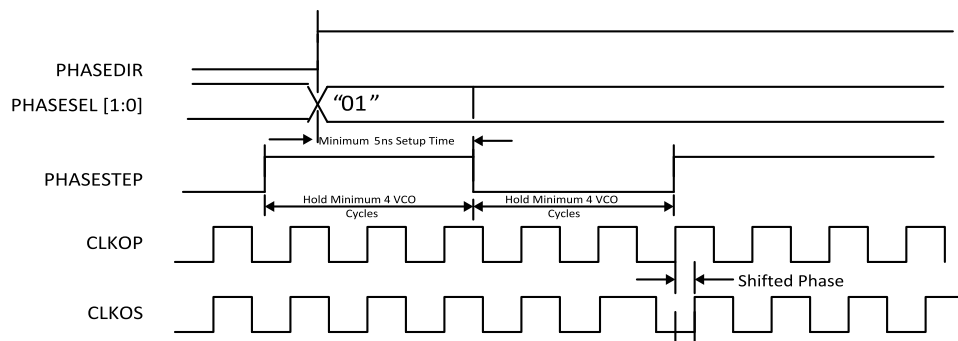 PHASEDIR
PHASESEL [1:0]
“01”
Minimum 5ns Setup Time
PHASESTEP
Hold Minimum 4 VCO
Cycles
Hold Minimum 4 VCO
Cycles
CLKOP
Shifted Phase
CLKOS